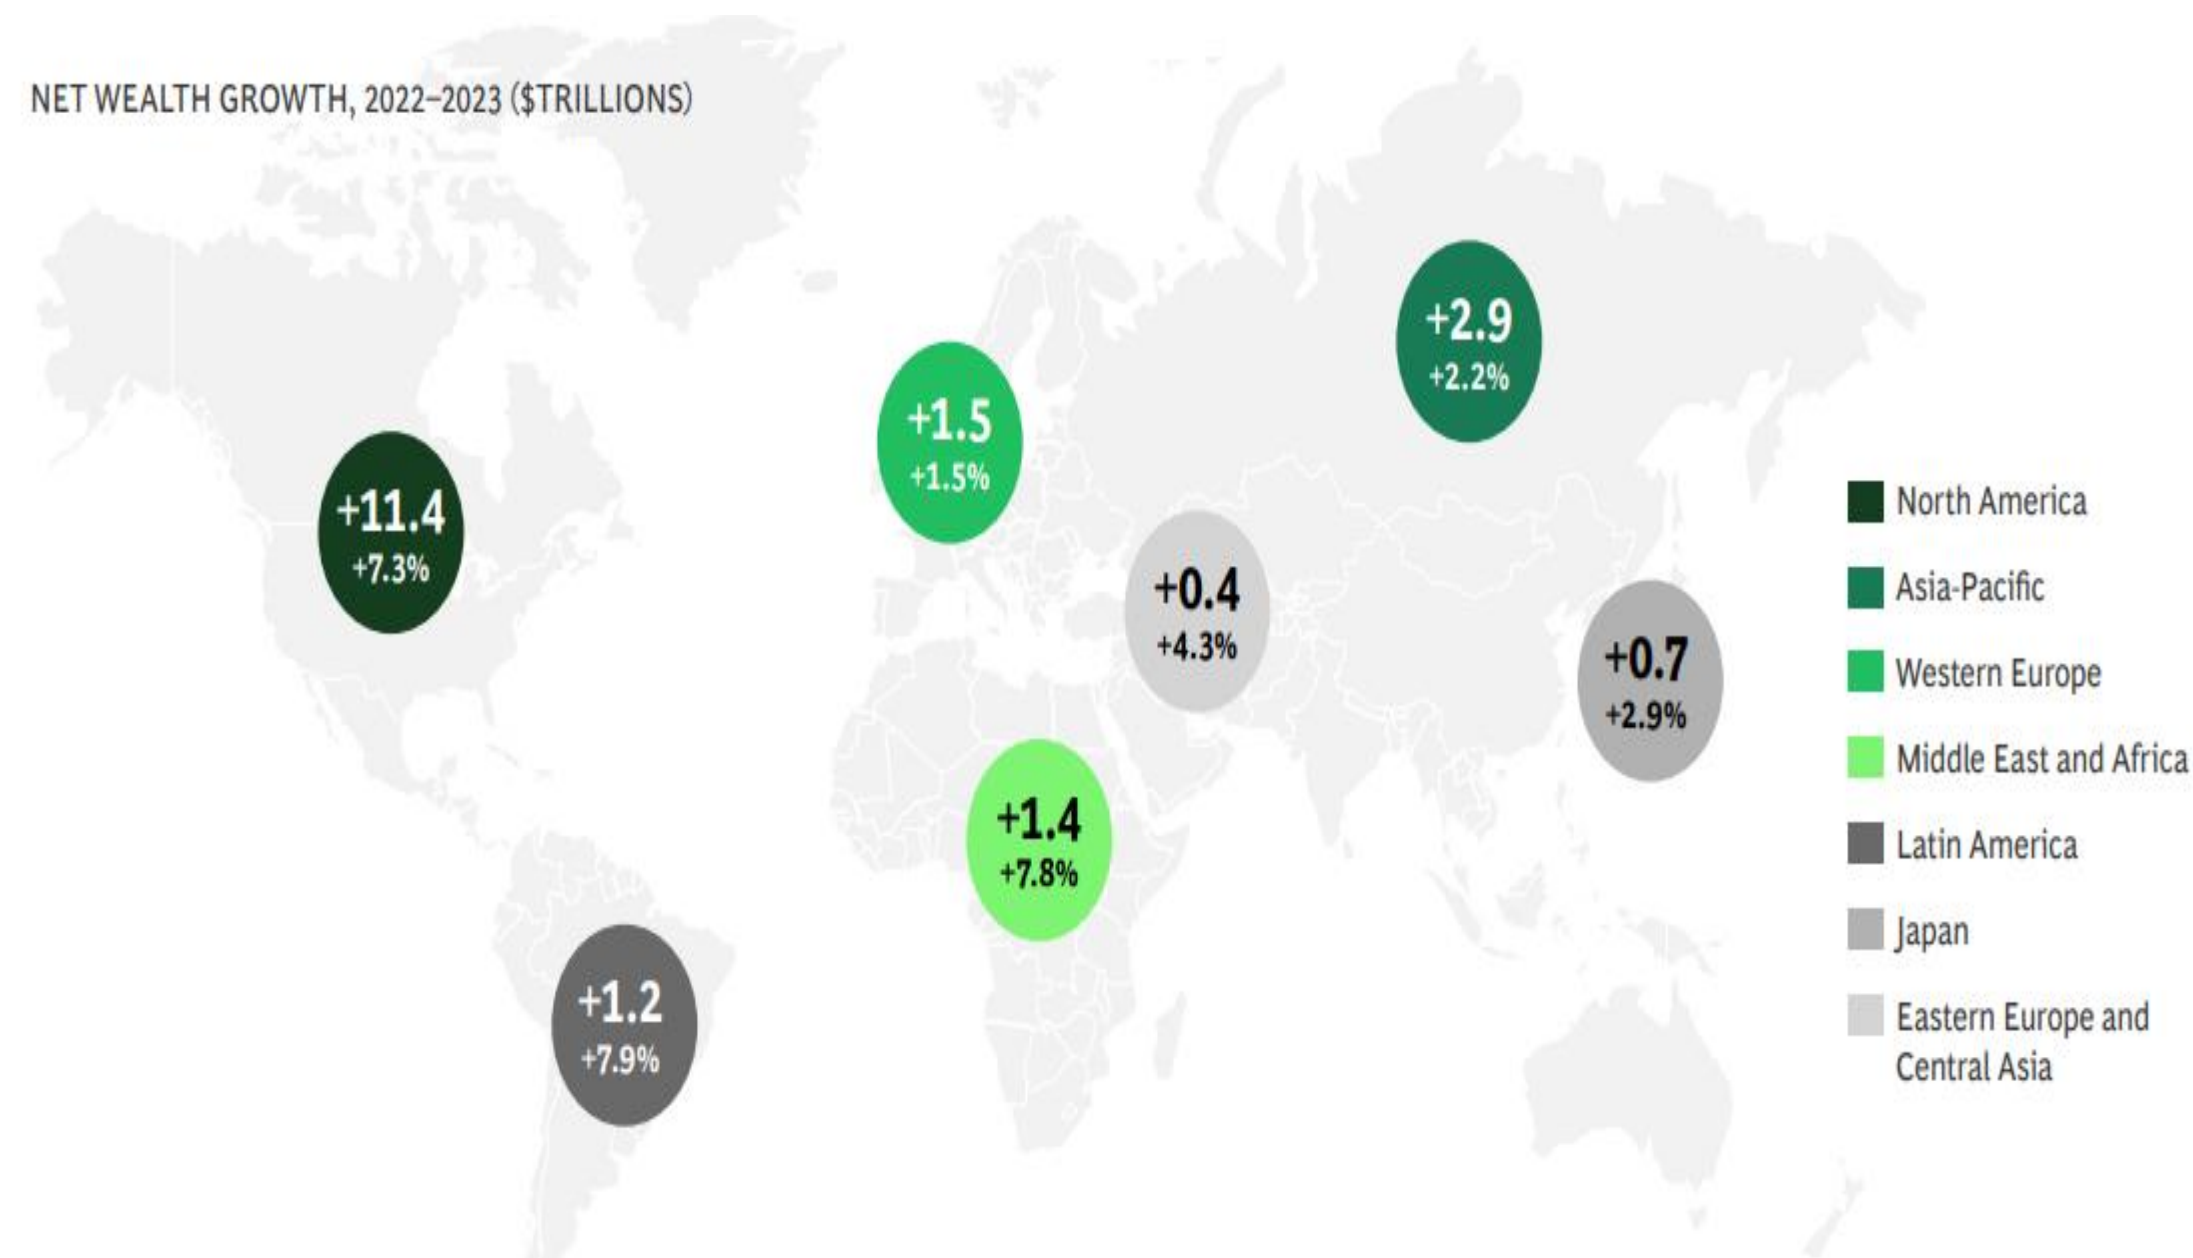 NET WEALTH GROWTH, 2022–2023 ($TRILLIONS)
+2.9
+2.2%
+1.5
+1.5%
+11.4
+7.3%
+0.4
+4.3%
+0.7
+2.9%
+1.4
+7.8%
+1.2
+7.9%
North America
Asia-Pacific
Western Europe
Middle East and Africa
Latin America
Japan
Eastern Europe and
Central Asia